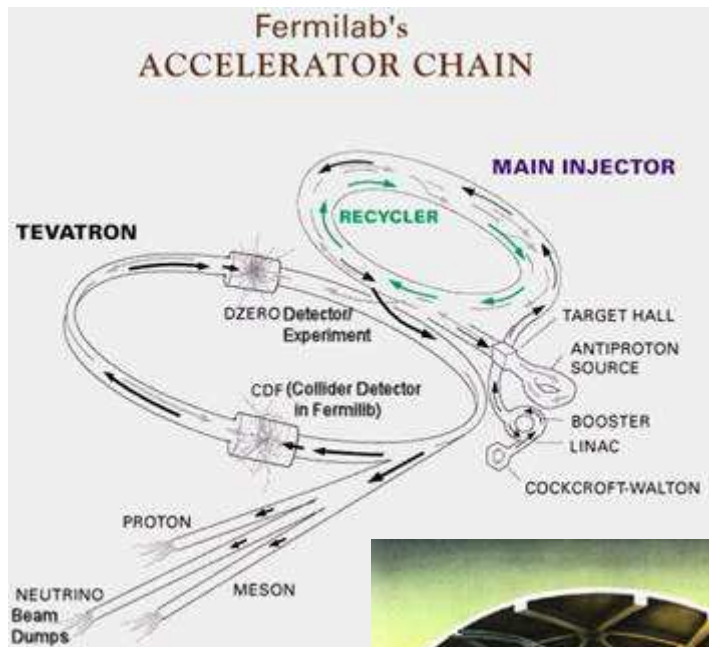 Fermilab's
ACCELERATOR CHAIN
MAIN INJECTOR
RECYCLER
TEVATRON
DZERO Detector/
Experiment
TARGET HALL
ANTIPROTON
SOURCE
CDF (Collider Detector
in Fermilib)
BOOSTER
LINAC
COCKCROFT-WALTON
PROTON
NEUTRINO
MESON
Beam
Dumps